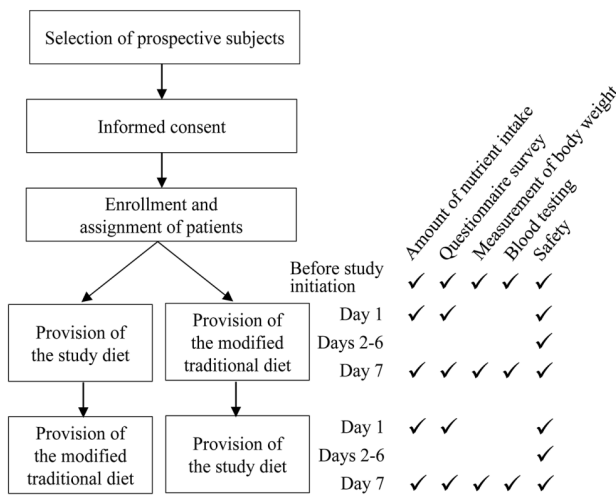 Selection of prospective subjects
Informed consent
Enrollment and
assignment of patients
Amount of nutrient intake
Questionnaire survey
Measurement of body weight
Blood testing
Safety
Before study
initiation
✓ ✓ ✓ ✓ ✓
Provision of
the study diet
Provision of
the modified
traditional diet
Day 1 ✓ ✓ ✓
Days 2-6 ✓
Day 7 ✓ ✓ ✓ ✓ ✓
Provision of
the modified
traditional diet
Provision of
the study diet
Day 1 ✓ ✓ ✓
Days 2-6 ✓
Day 7 ✓ ✓ ✓ ✓ ✓